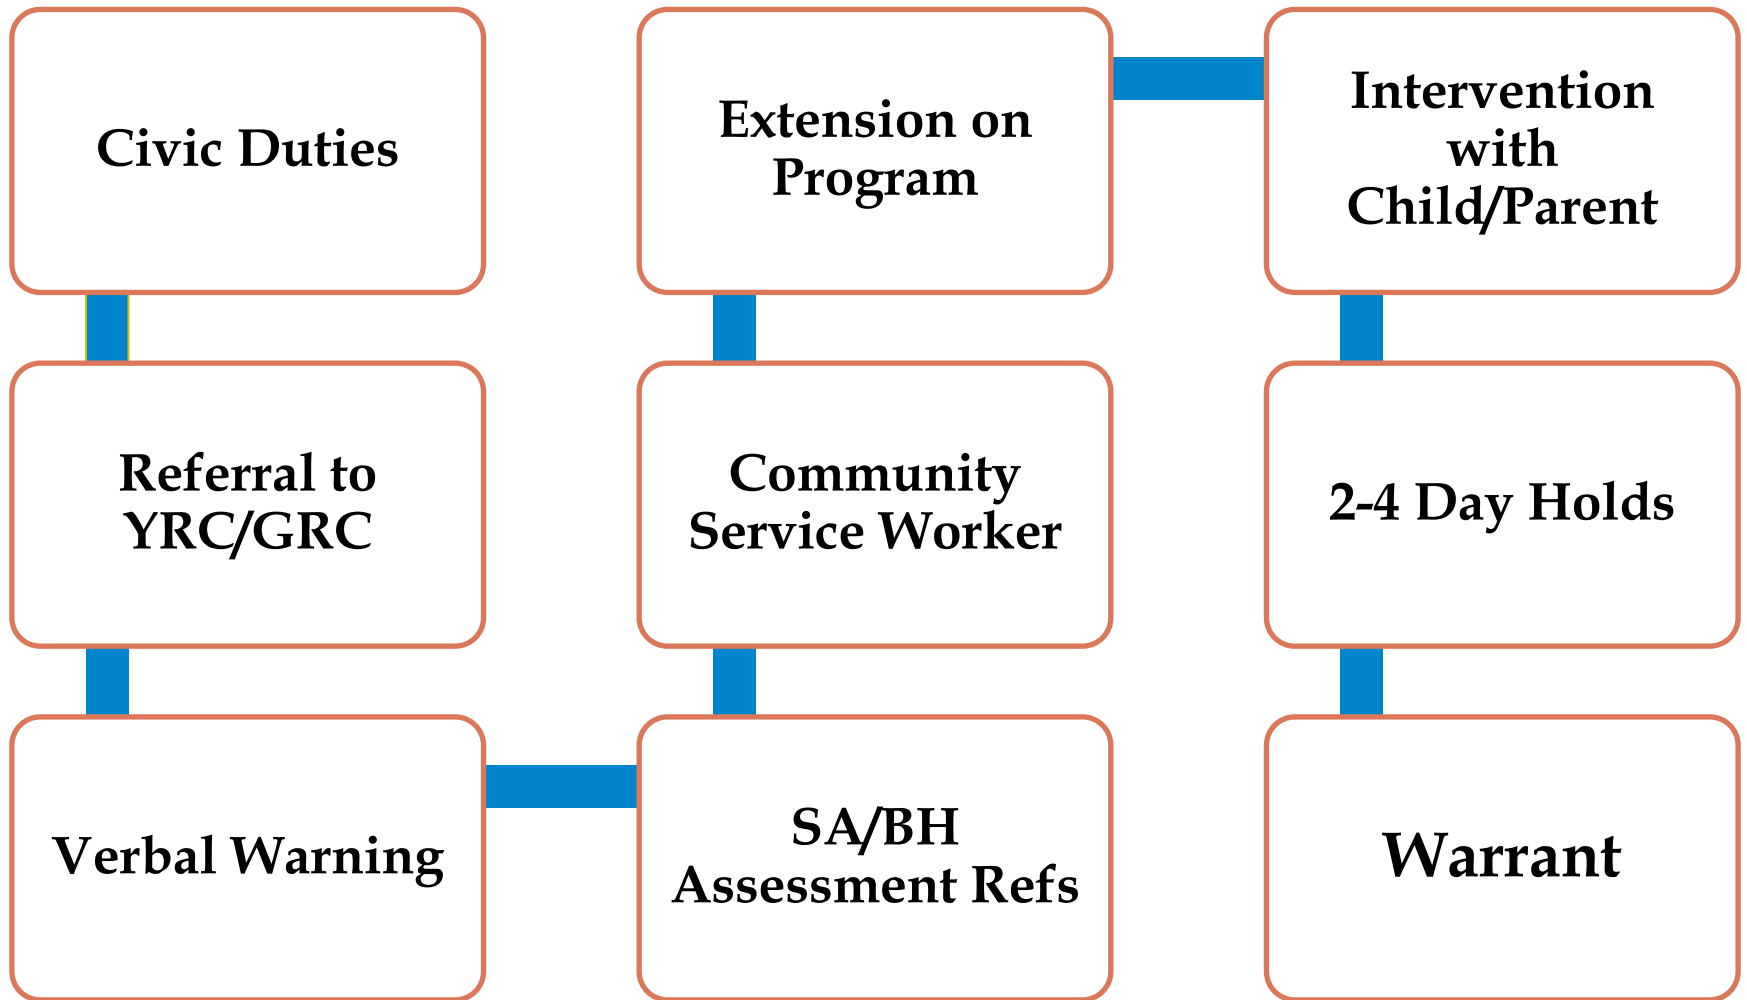 Civic Duties
Referral to
YRC/GRC
Verbal Warning
SA/BH
Assessment Refs
Community
Service Worker
Extension on
Program
Intervention
with
Child/Parent
2-4 Day Holds
Warrant